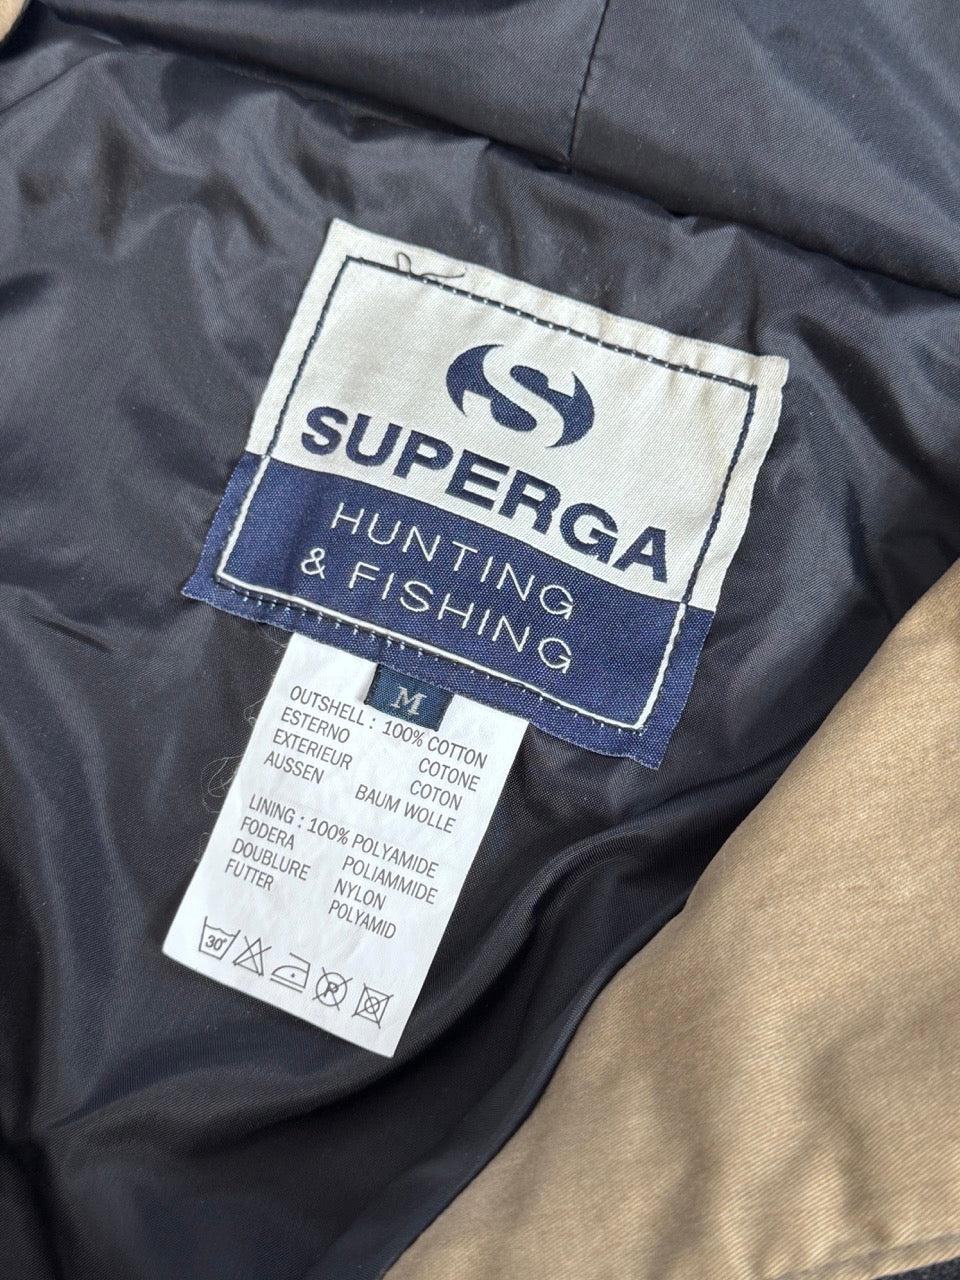 SUPERGA
HUNTING
& FISHING
M
OUTSHELL : 100% COTTON
ESTERNO COTONE
EXTERIEUR COTON
AUSSEN BAUM WOLLE
LINING : 100% POLYAMIDE
FODERA POLIAMMIDE
DOUBLURE NYLON
FUTTER POLYAMID
30° P